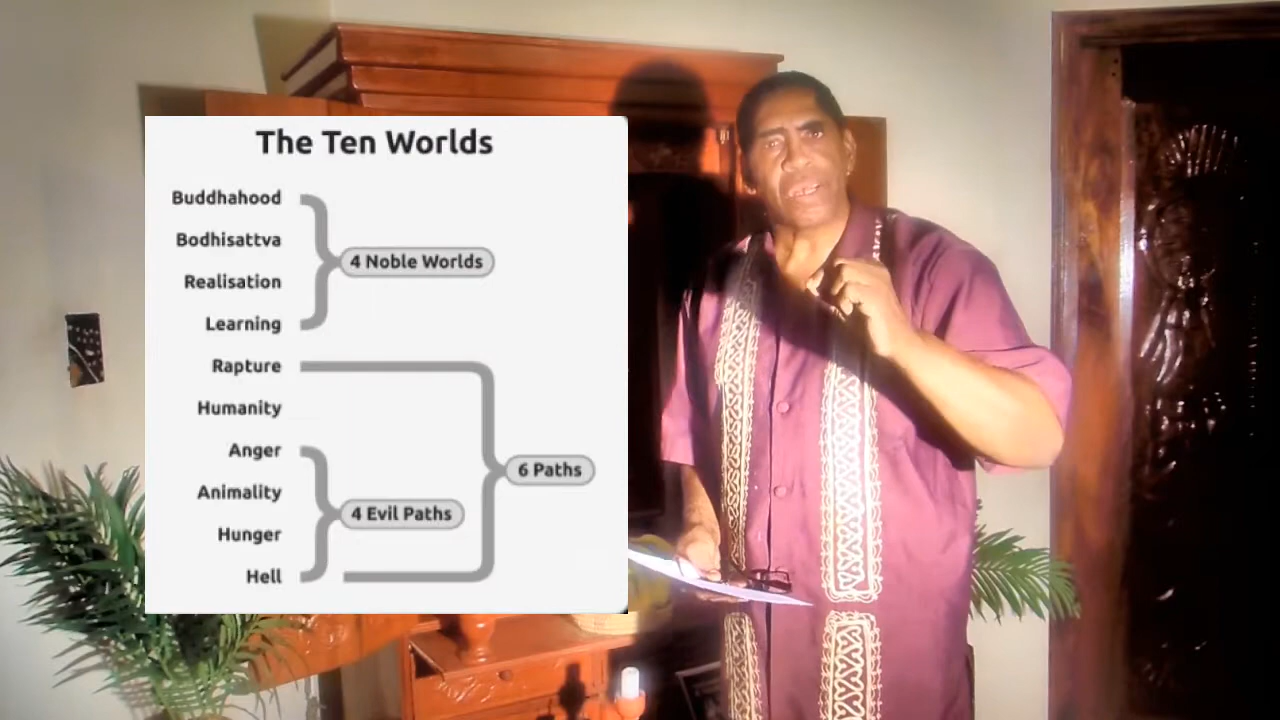 The Ten Worlds
Buddhahood
Bodhisattva
4 Noble Worlds
Realisation
Learning
Rapture
Humanity
Anger
6 Paths
Animality
4 Evil Paths
Hunger
Hell